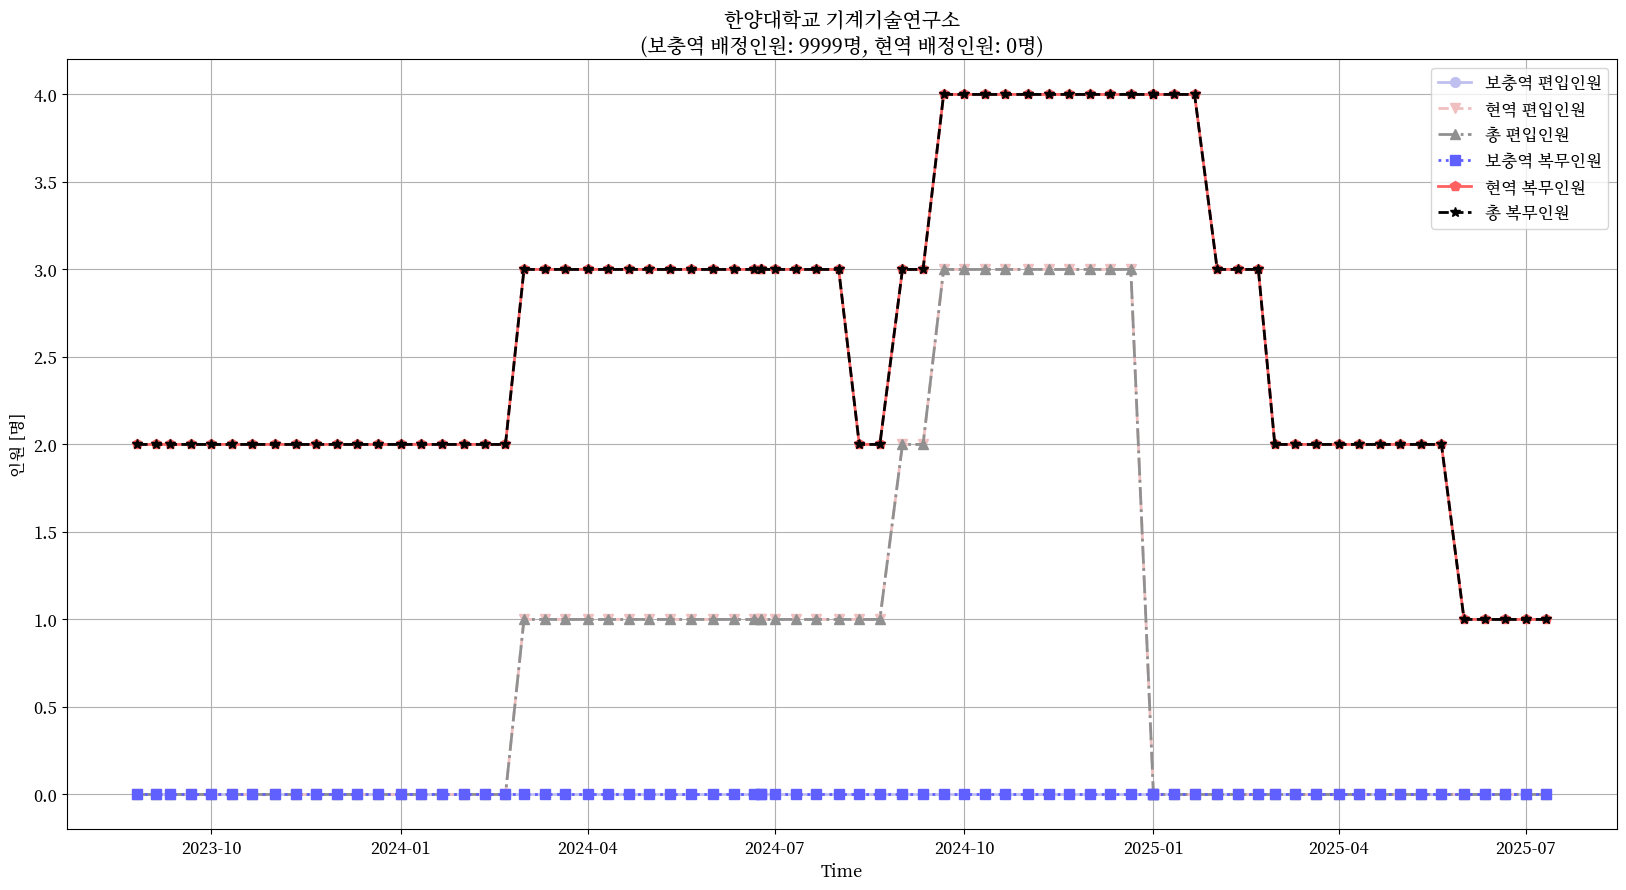 한양대학교 기계기술연구소
(보충역 배정인원: 9999명, 현역 배정인원: 0명)
보충역 편입인원
현역 편입인원
총 편입인원
보충역 복무인원
현역 복무인원
총 복무인원
인원 [명]
4.0
3.5
3.0
2.5
2.0
1.5
1.0
0.5
0.0
2023-10
2024-01
2024-04
2024-07
2024-10
2025-01
2025-04
2025-07
Time